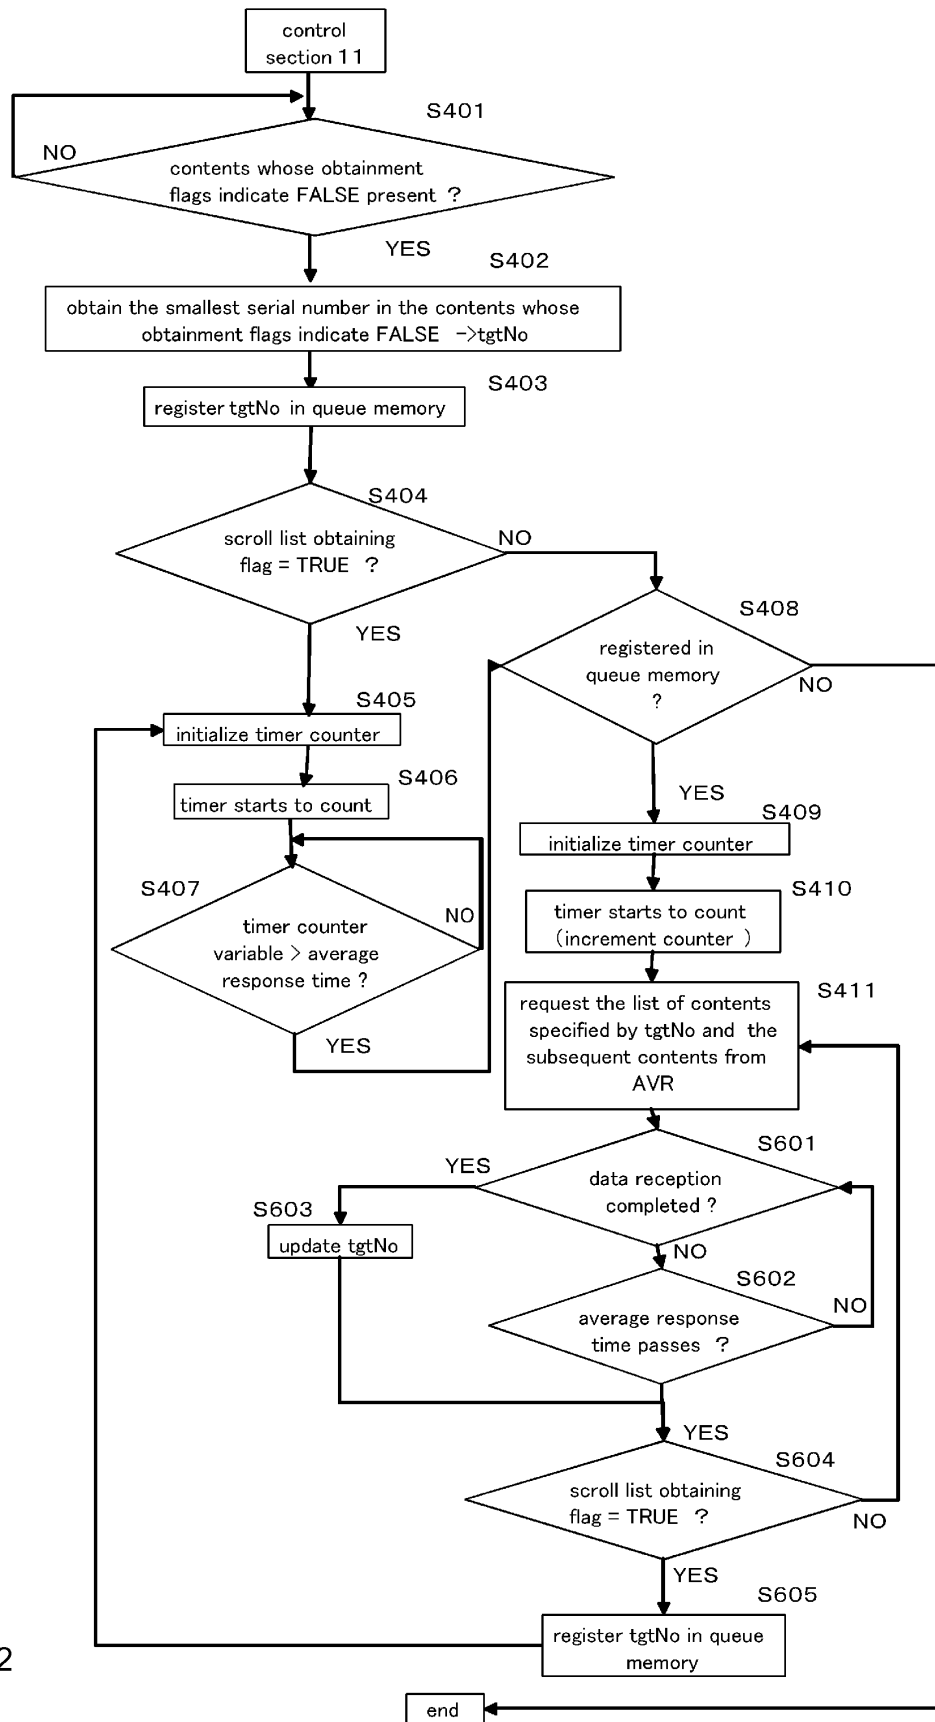 control
section 11
S401
NO
contents whose obtainment
flags indicate FALSE present ?
YES
S402
obtain the smallest serial number in the contents whose
obtainment flags indicate FALSE ->tgtNo
S403
register tgtNo in queue memory
S404
scroll list obtaining
flag = TRUE ?
NO
YES
S408
registered in
queue memory
?
NO
YES
S405
initialize timer counter
S406
timer starts to count
S407
timer counter
variable > average
response time ?
NO
YES
S409
initialize timer counter
S410
timer starts to count
(increment counter )
S411
request the list of contents
specified by tgtNo and the
subsequent contents from
AVR
S601
data reception
completed ?
YES
NO
S603
update tgtNo
S602
average response
time passes ?
NO
YES
S604
scroll list obtaining
flag = TRUE ?
NO
YES
S605
register tgtNo in queue
memory
2
end